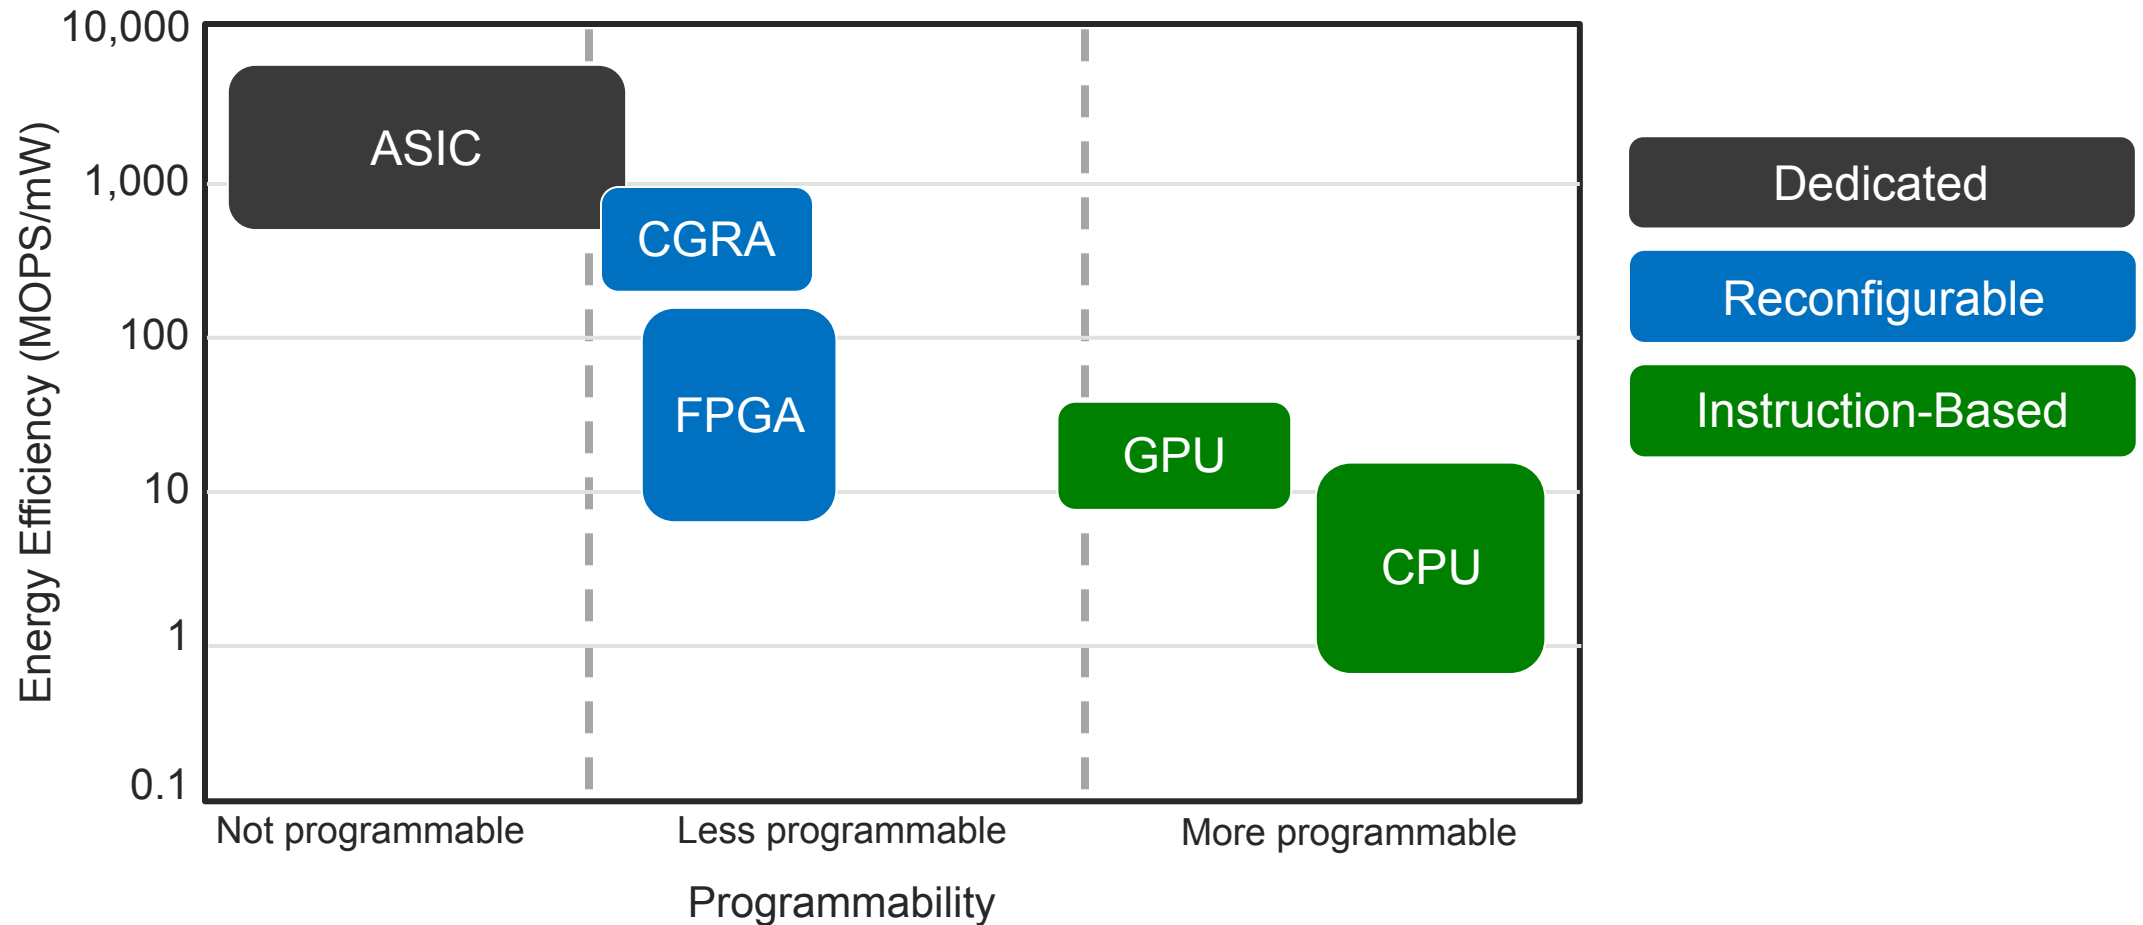 Energy Efficiency (MOPS/mW)
10,000
1,000
100
10
1
0.1
ASIC
CGRA
FPGA
GPU
CPU
Dedicated
Reconfigurable
Instruction-Based
Not programmable
Less programmable
More programmable
Programmability